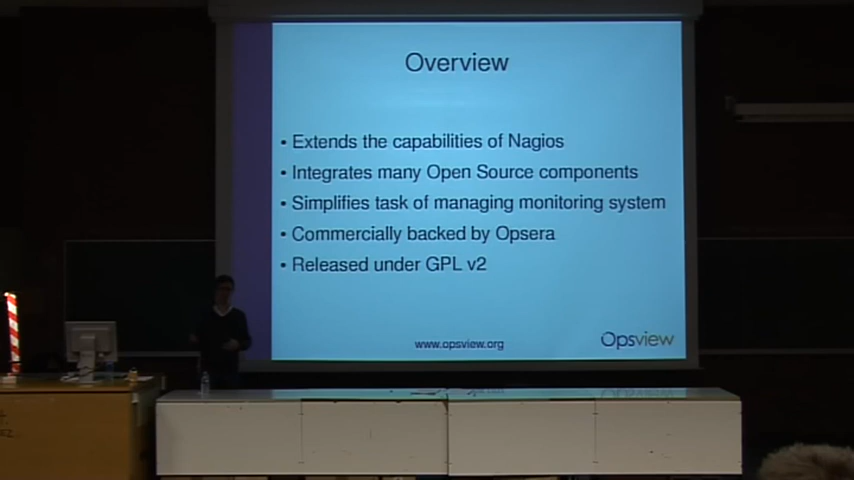 Overview
• Extends the capabilities of Nagios
• Integrates many Open Source components
• Simplifies task of managing monitoring system
• Commercially backed by Opsera
• Released under GPL v2
www.opsview.org
Opsview